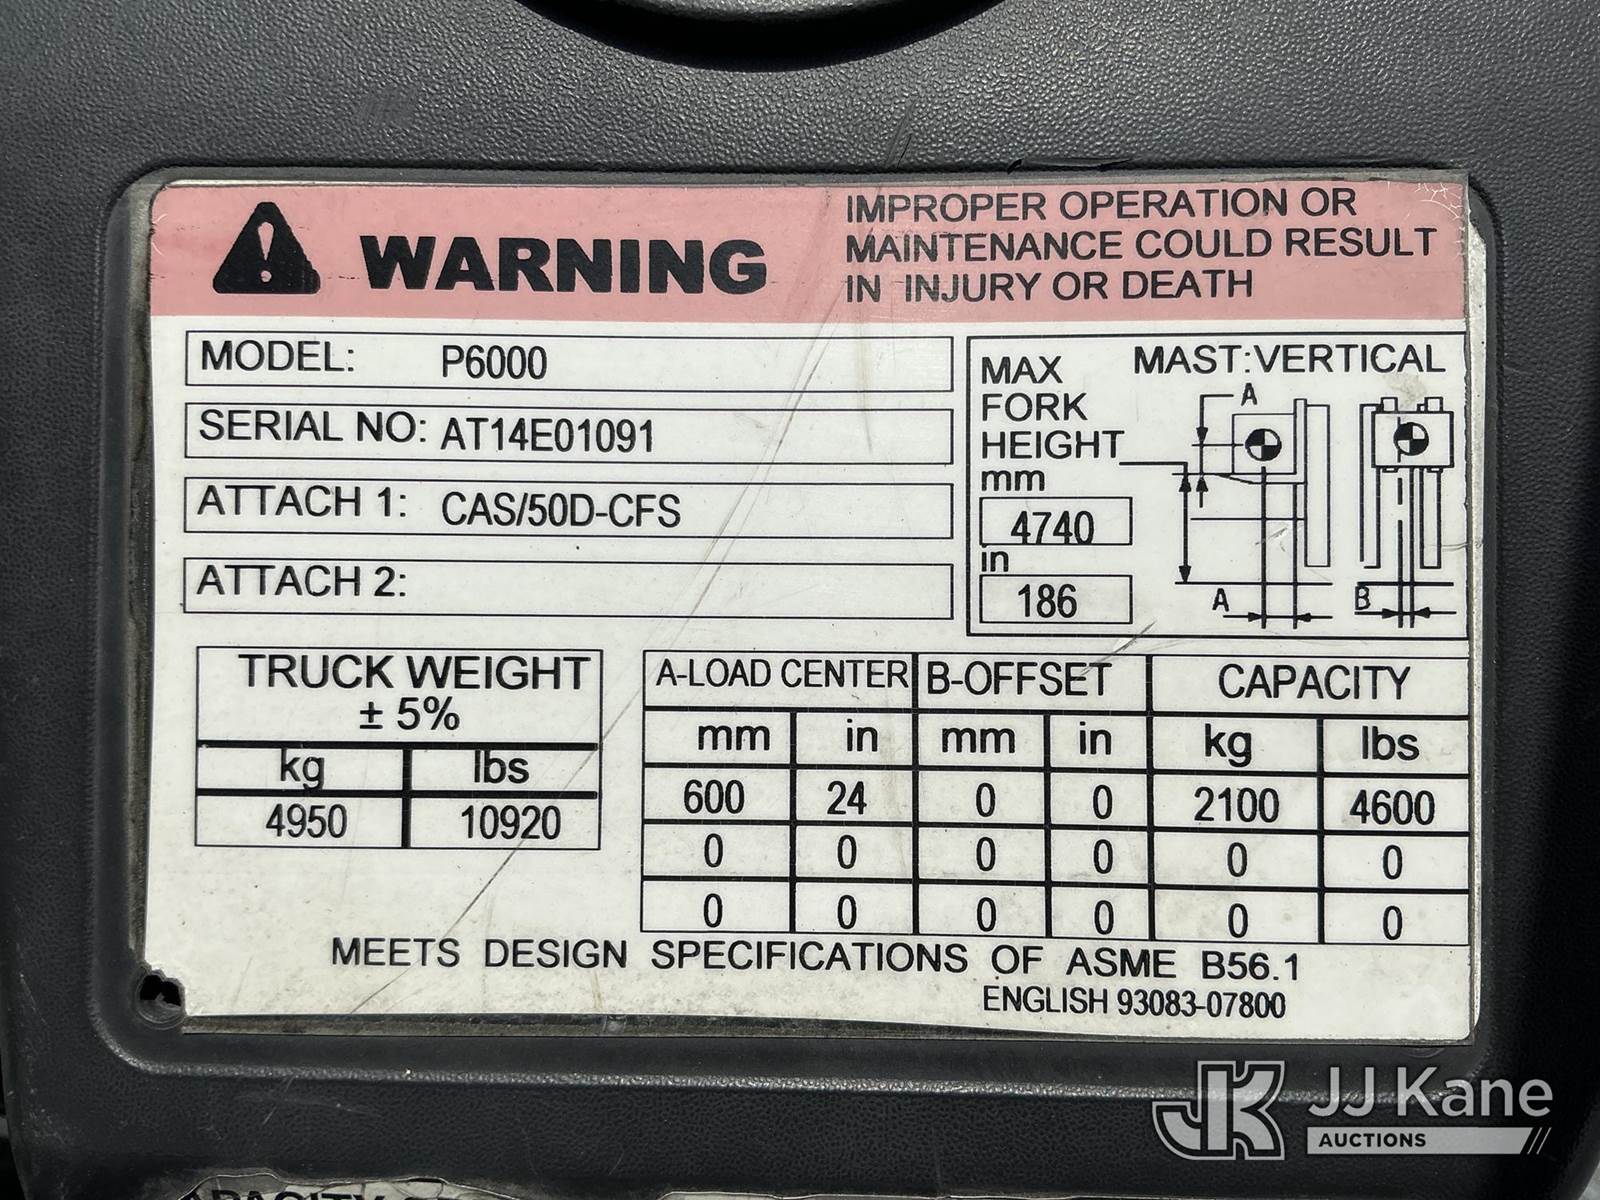 WARNING
IMPROPER OPERATION OR
MAINTENANCE COULD RESULT
IN INJURY OR DEATH
MODEL: P6000
SERIAL NO: AT14E01091
ATTACH 1: CAS/50D-CFS
ATTACH 2:
MAX
FORK
HEIGHT
mm
4740
in
186
MAST:VERTICAL
A
A B
TRUCK WEIGHT
± 5%
kg lbs
4950 10920
A-LOAD CENTER B-OFFSET CAPACITY
mm in mm in kg lbs
600 24 0 0 2100 4600
0 0 0 0 0 0
0 0 0 0 0 0
MEETS DESIGN SPECIFICATIONS OF ASME B56.1
ENGLISH 93083-07800
JK JJ Kane
AUCTIONS